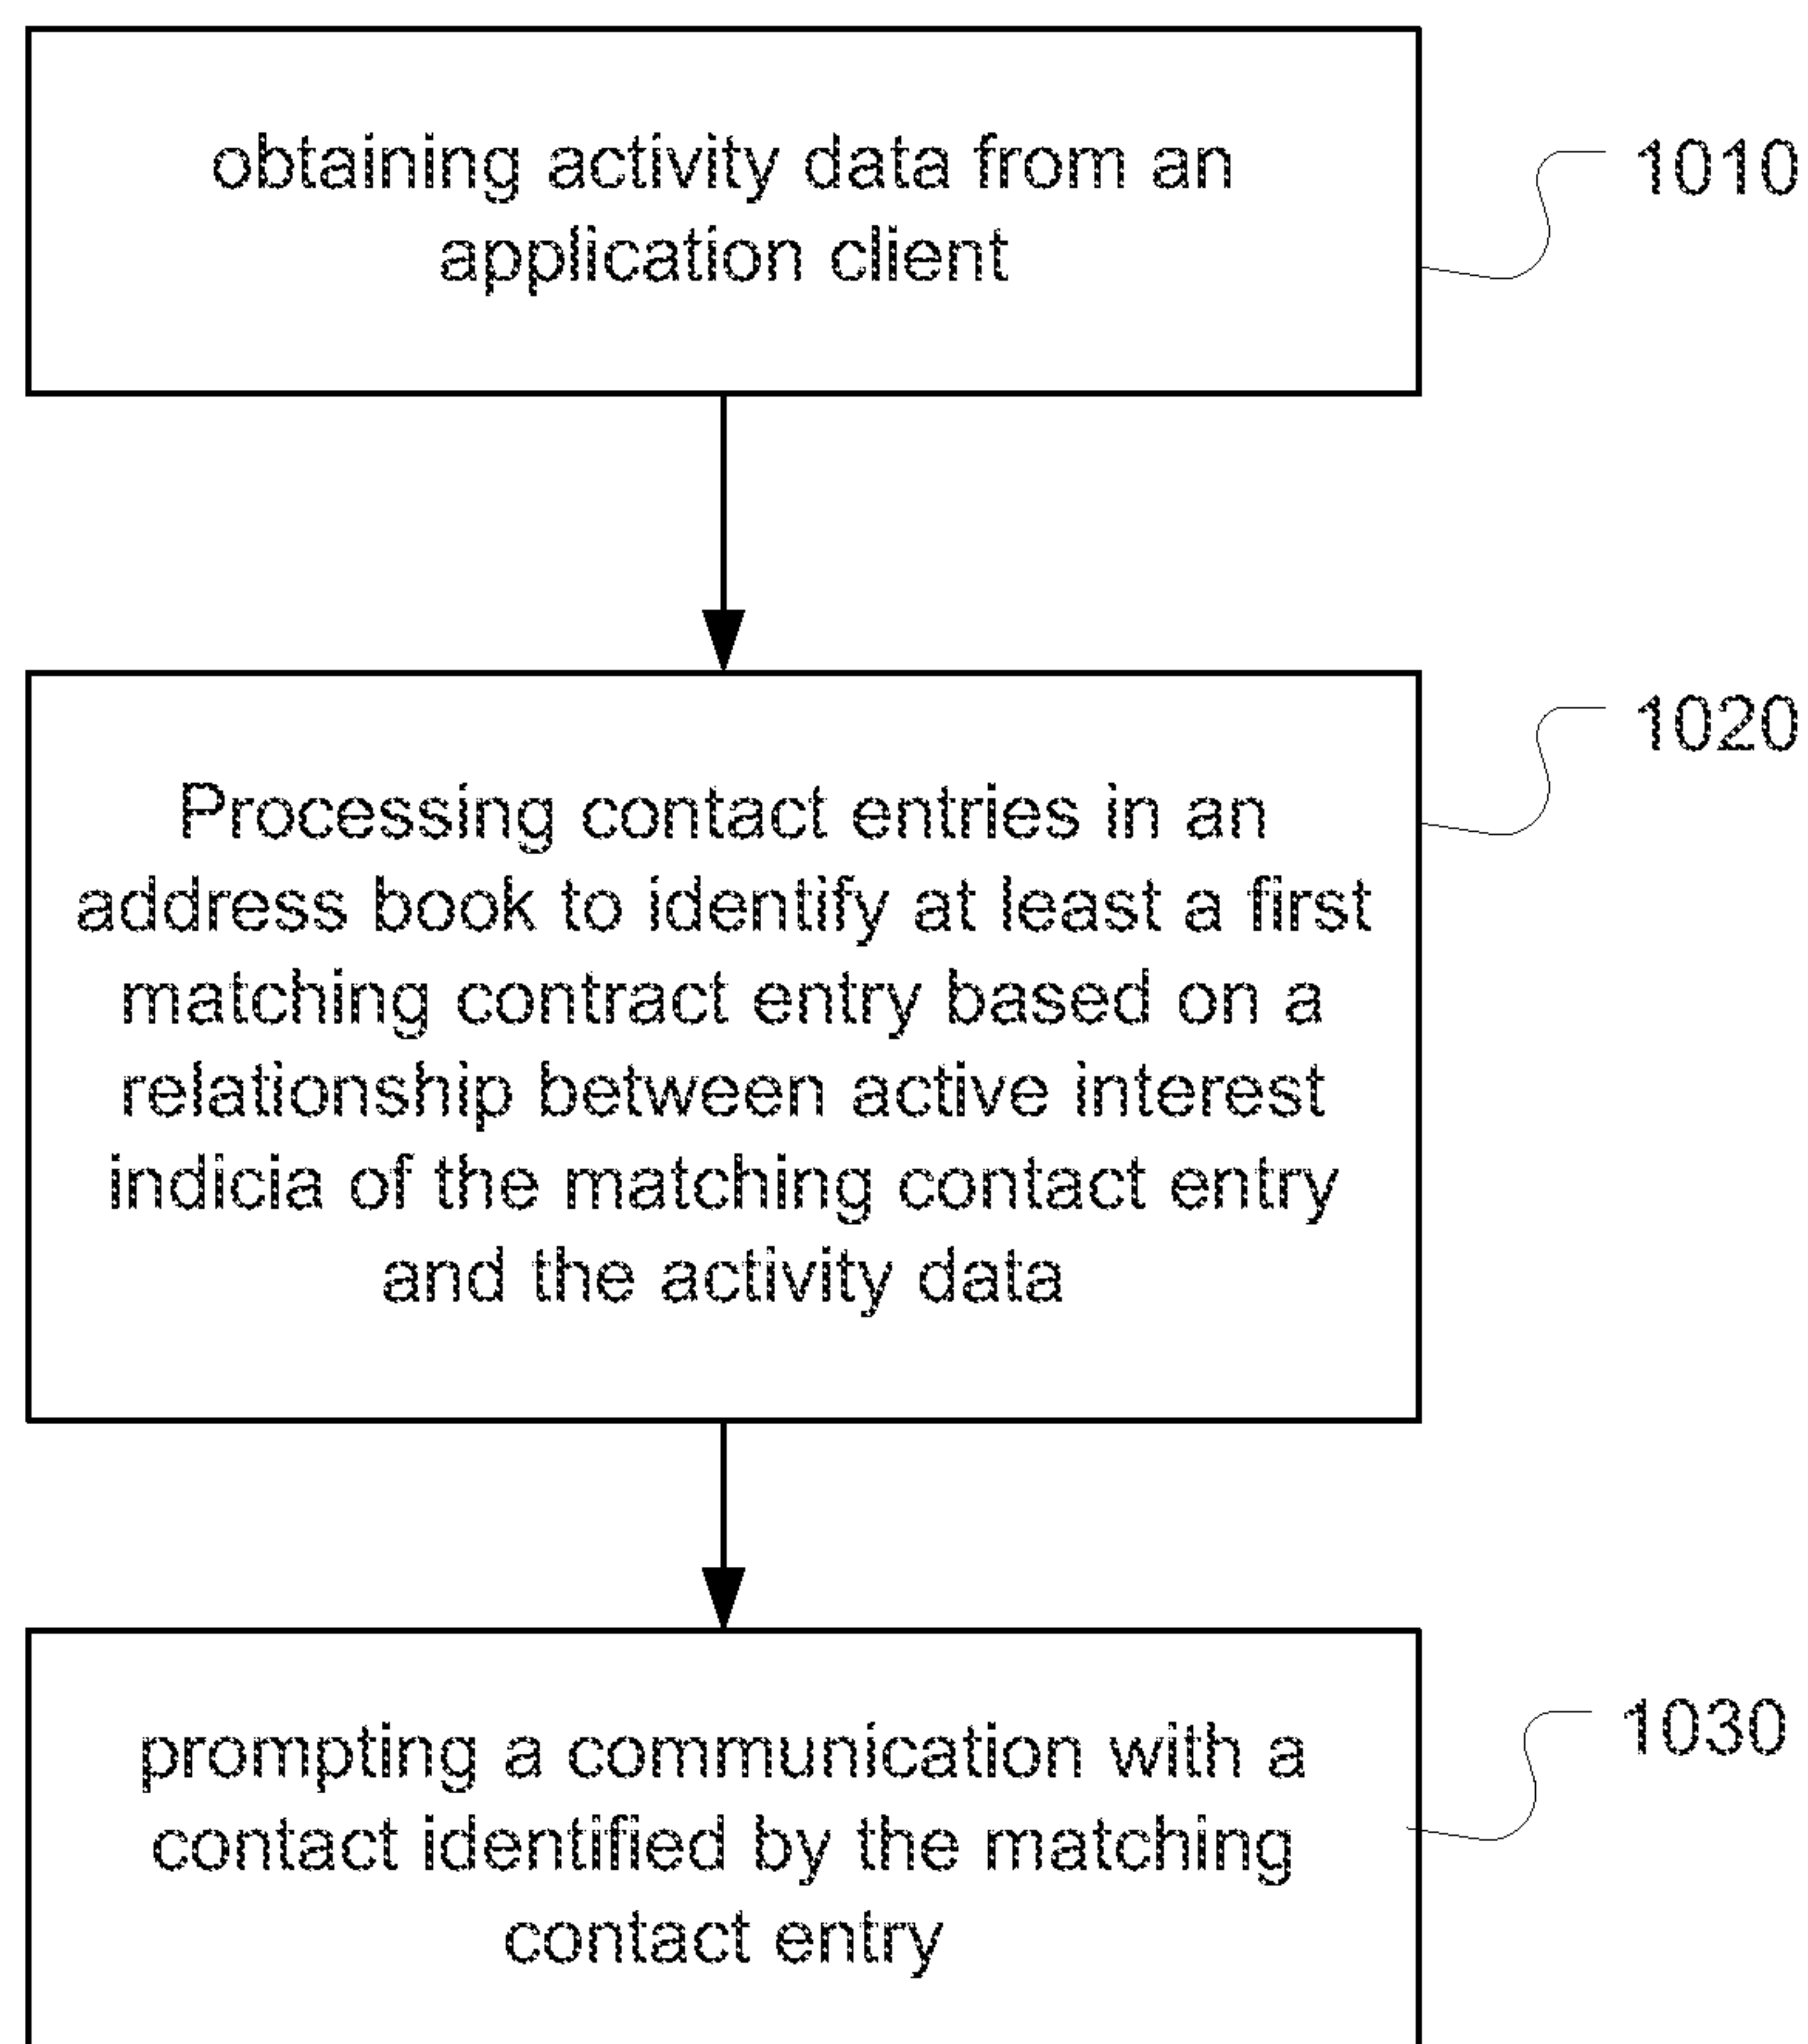 obtaining activity data from an
application client
1010
1020
Processing contact entries in an
address book to identify at least a first
matching contract entry based on a
relationship between active interest
indicia of the matching contact entry
and the activity data
1030
prompting a communication with a
contact identified by the matching
contact entry